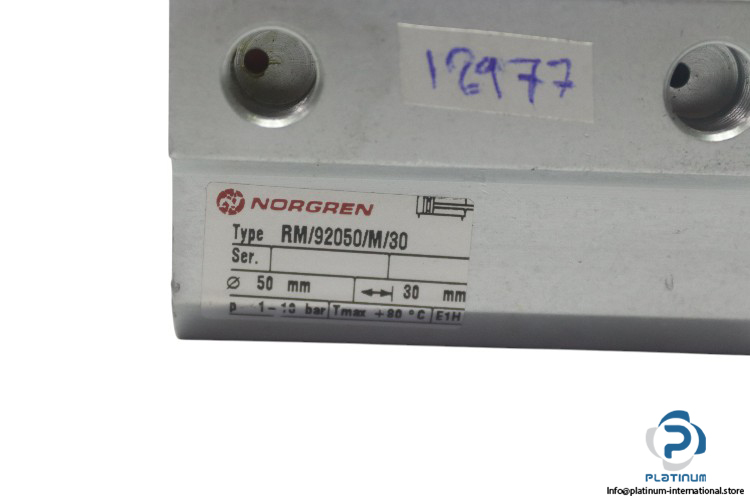 12977
NORGREN
Type RM/92050/M/30
Ser.
Ø 50 mm 30 mm
p 1-10 bar Tmax +80 °C E1H
PLATINUM
Info@platinum-international.store